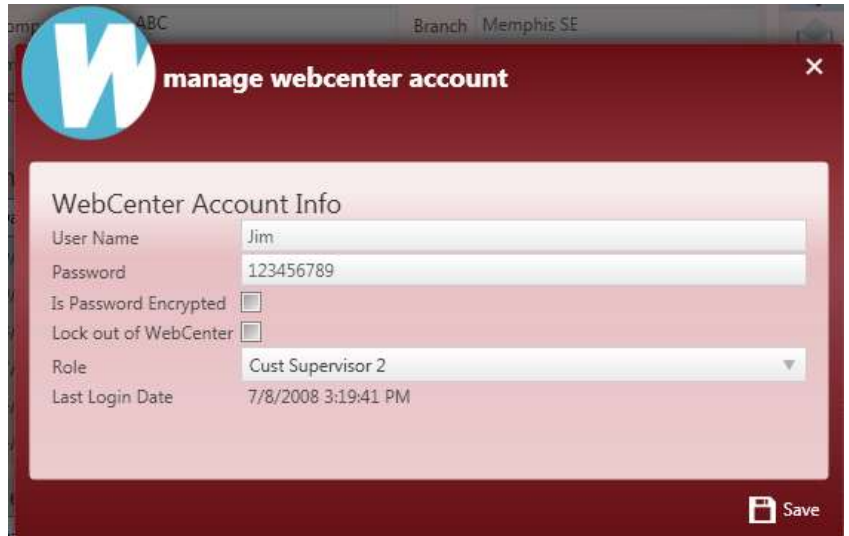 ABC Branch Memphis SE
W manage webcenter account
WebCenter Account Info
User Name Jim
Password 123456789
Is Password Encrypted
Lock out of WebCenter
Role Cust Supervisor 2
Last Login Date 7/8/2008 3:19:41 PM
Save